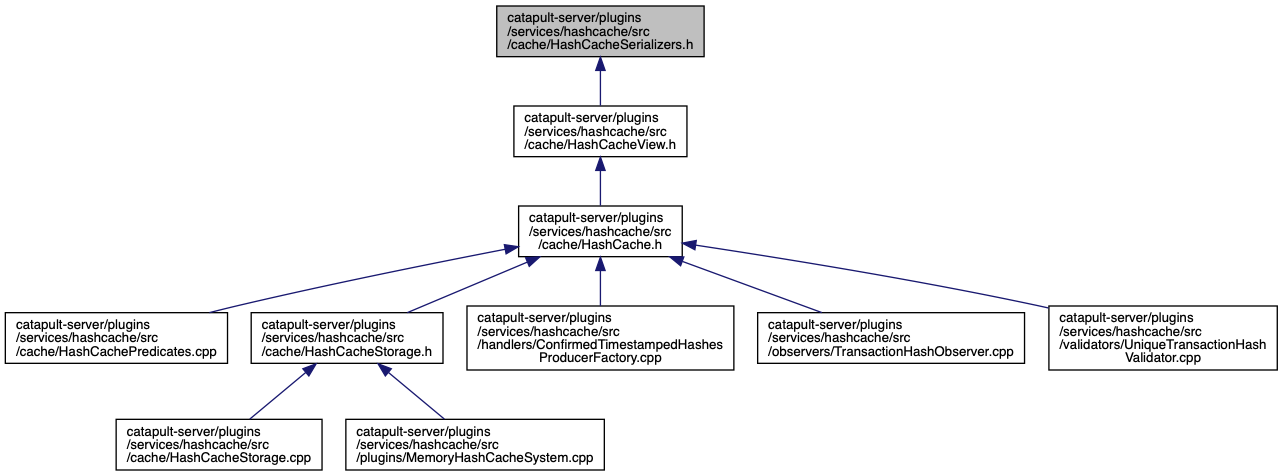 catapult-server/plugins
/services/hashcache/src
/cache/HashCacheSerializers.h
catapult-server/plugins
/services/hashcache/src
/cache/HashCacheView.h
catapult-server/plugins
/services/hashcache/src
/cache/HashCache.h
catapult-server/plugins
/services/hashcache/src
/cache/HashCachePredicates.cpp
catapult-server/plugins
/services/hashcache/src
/cache/HashCacheStorage.h
catapult-server/plugins
/services/hashcache/src
/handlers/ConfirmedTimestampedHashes
ProducerFactory.cpp
catapult-server/plugins
/services/hashcache/src
/observers/TransactionHashObserver.cpp
catapult-server/plugins
/services/hashcache/src
/validators/UniqueTransactionHash
Validator.cpp
catapult-server/plugins
/services/hashcache/src
/cache/HashCacheStorage.cpp
catapult-server/plugins
/services/hashcache/src
/plugins/MemoryHashCacheSystem.cpp